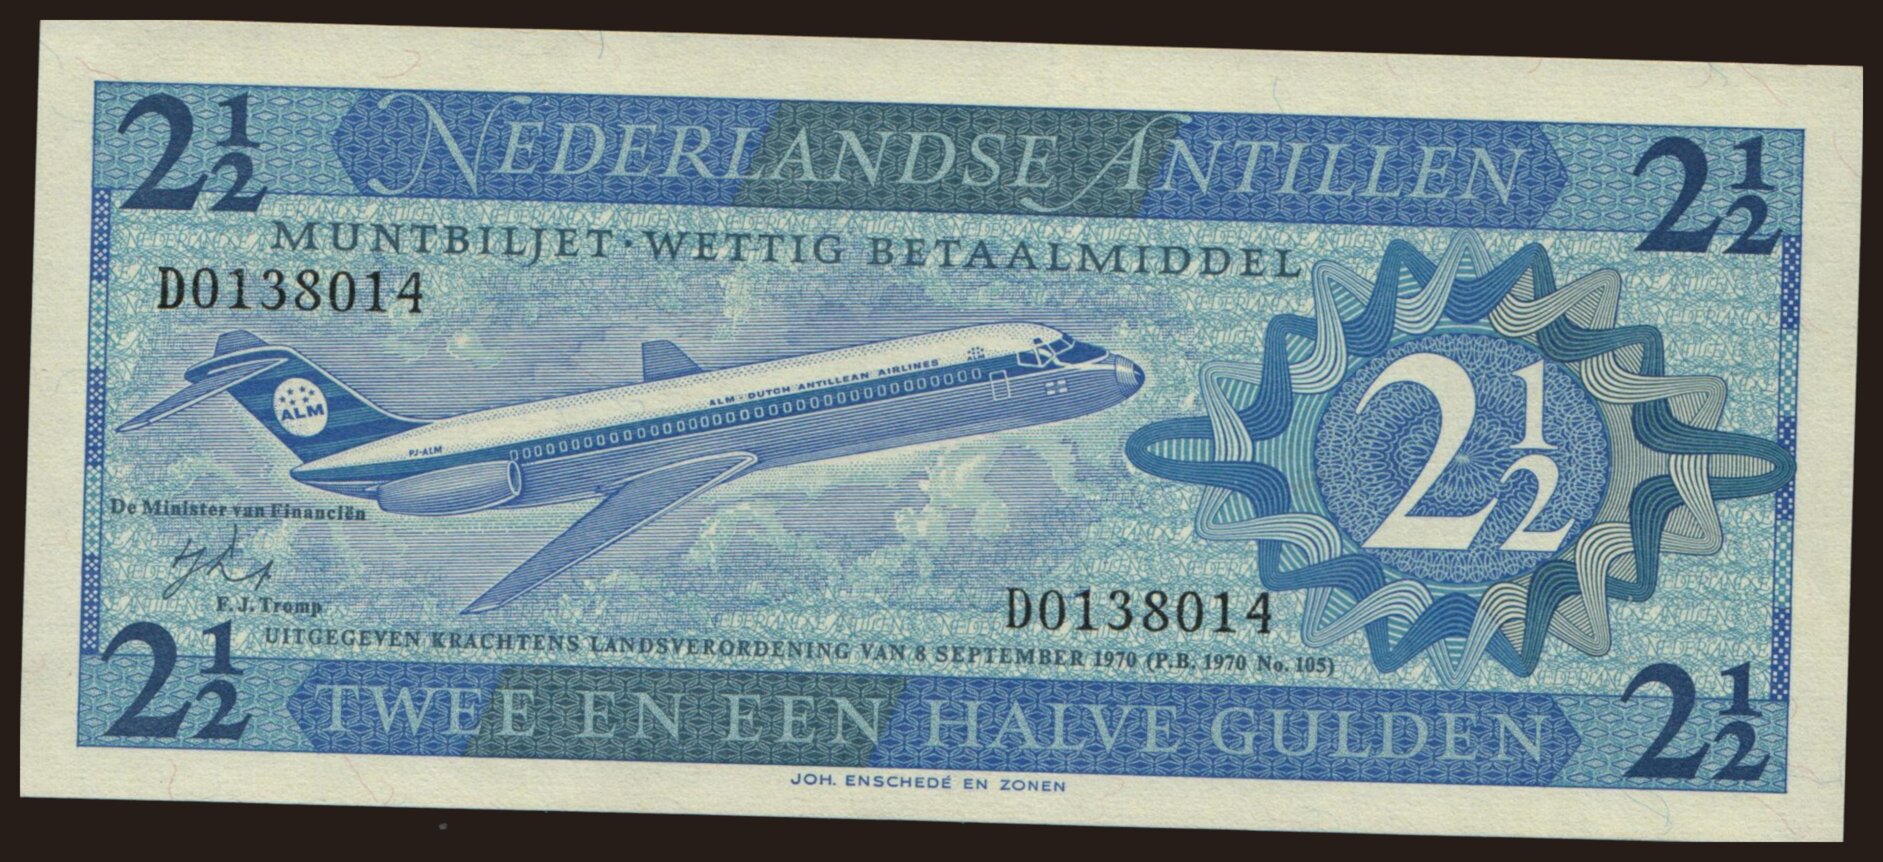 2½ NEDERLANDSE ANTILLEN 2½
MUNTBILJET · WETTIG BETAALMIDDEL
D0138014
ALM
ALM
ALM - DUTCH ANTILLEAN AIRLINES
PJ-ALM
2½
De Minister van Financiën
F. J. Tromp
D0138014
UITGEGEVEN KRACHTENS LANDSVERORDENING VAN 8 SEPTEMBER 1970 (P.B. 1970 No. 105)
2½ TWEE EN EEN HALVE GULDEN 2½
JOH. ENSCHEDÉ EN ZONEN